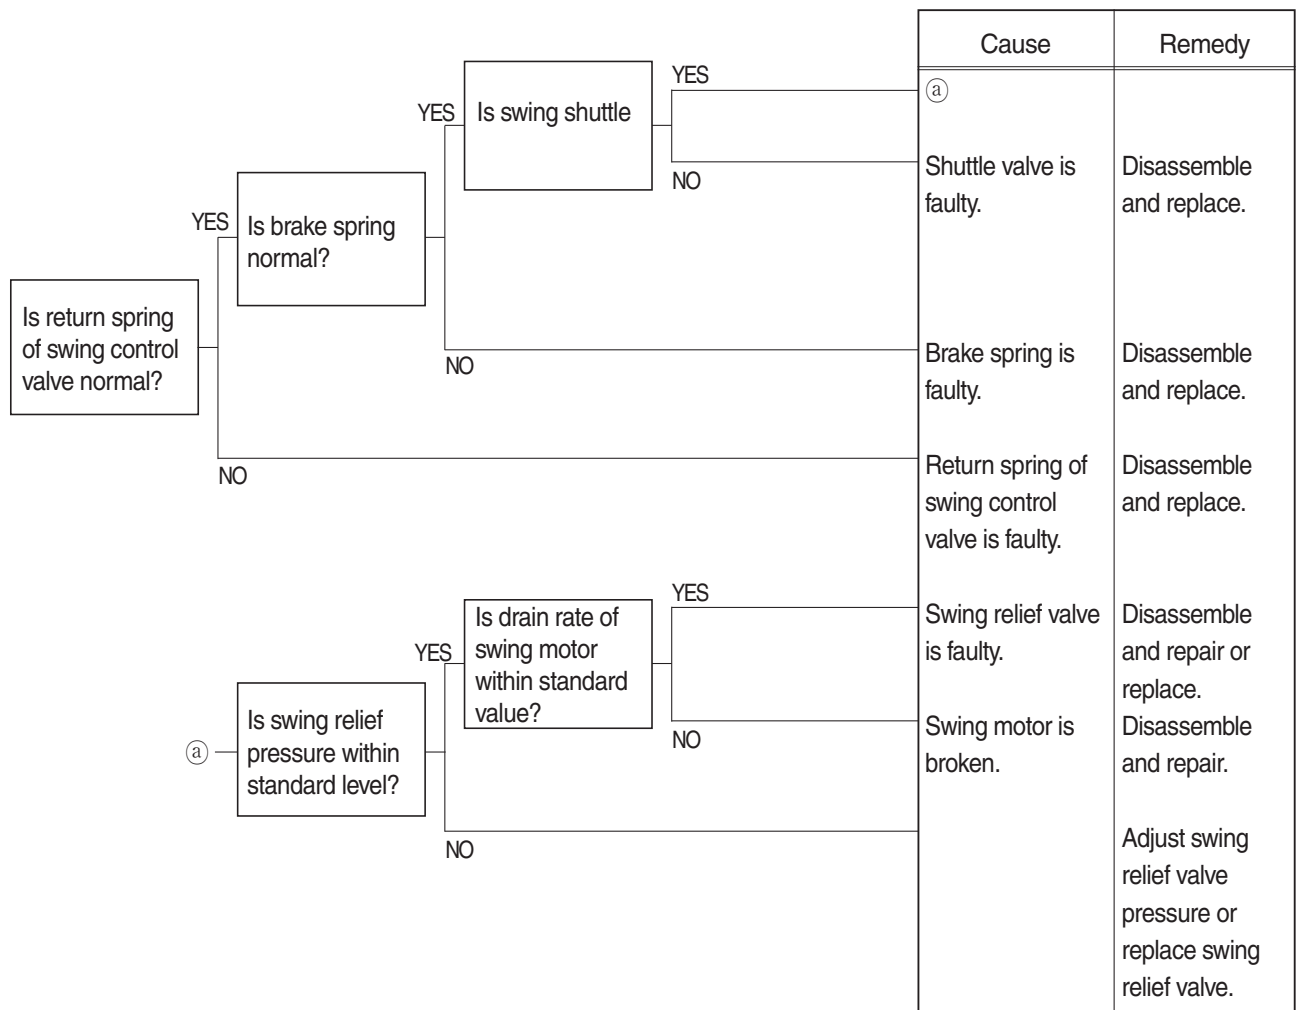 Cause
Remedy
YES
ⓐ
YES
Is swing shuttle
NO
Shuttle valve is
faulty.
Disassemble
and replace.
YES
Is brake spring
normal?
Is return spring
of swing control
valve normal?
NO
Brake spring is
faulty.
Disassemble
and replace.
NO
Return spring of
swing control
valve is faulty.
Disassemble
and replace.
YES
Is drain rate of
swing motor
within standard
value?
Swing relief valve
is faulty.
Disassemble
and repair or
replace.
YES
NO
Swing motor is
broken.
Disassemble
and repair.
ⓐ
Is swing relief
pressure within
standard level?
NO
Adjust swing
relief valve
pressure or
replace swing
relief valve.